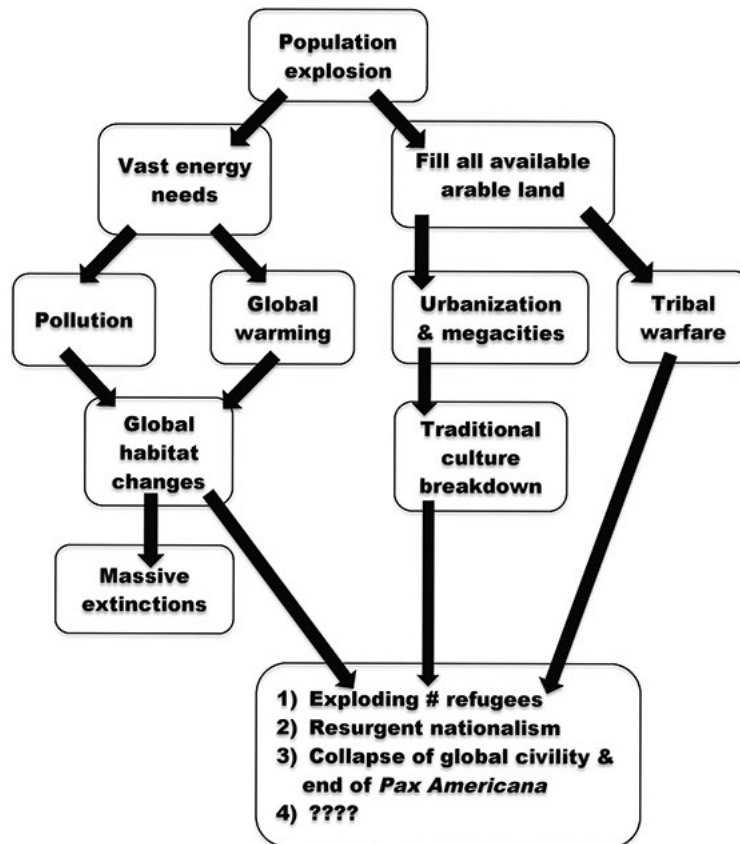 Population
explosion
Vast energy
needs
Fill all available
arable land
Pollution
Global
warming
Urbanization
& megacities
Tribal
warfare
Global
habitat
changes
Traditional
culture
breakdown
Massive
extinctions
1) Exploding # refugees
2) Resurgent nationalism
3) Collapse of global civility &
end of Pax Americana
4) ????